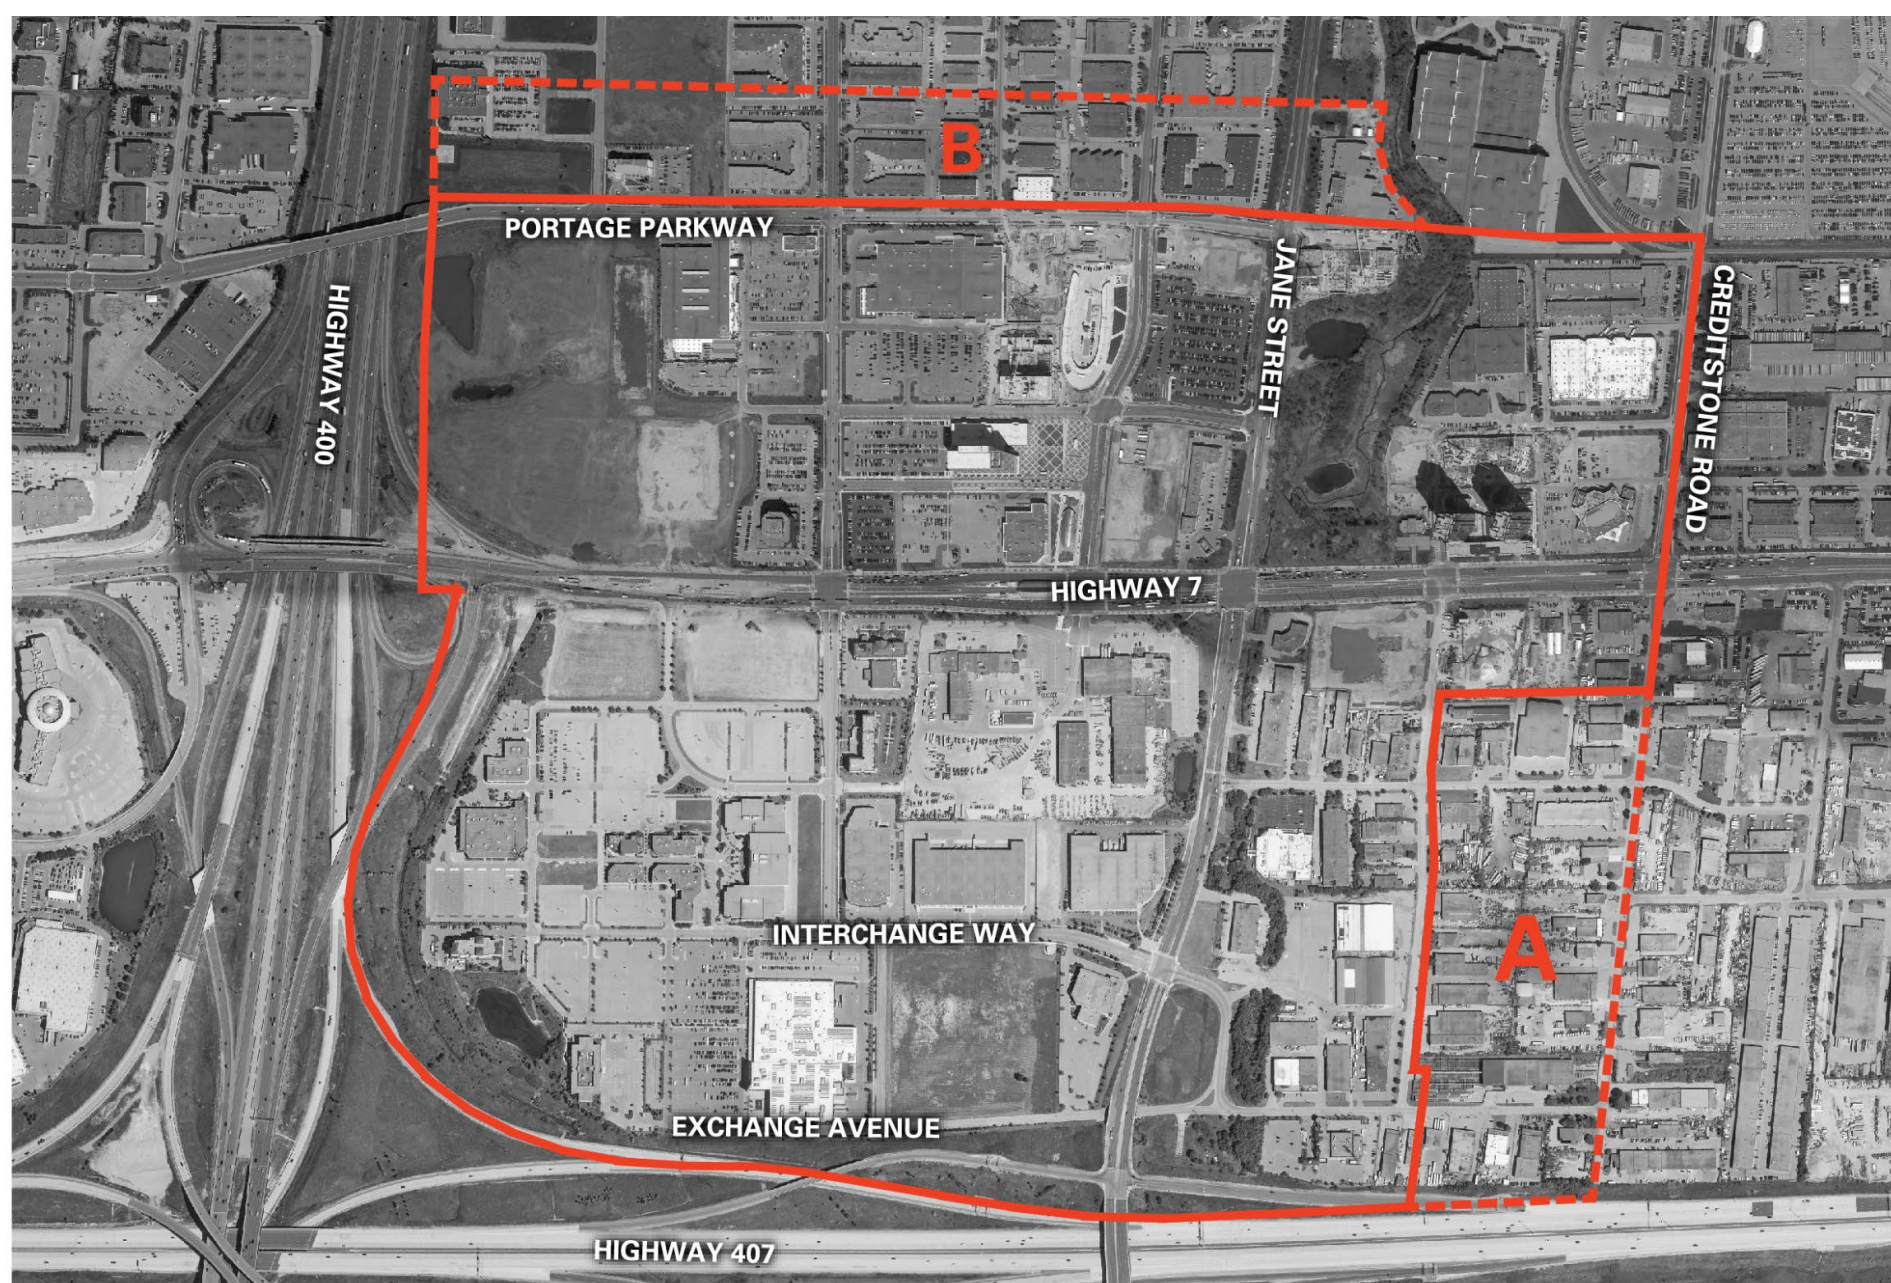 B
PORTAGE PARKWAY
JANE STREET
CREDITSTONE ROAD
HIGHWAY 400
HIGHWAY 7
A
INTERCHANGE WAY
EXCHANGE AVENUE
HIGHWAY 407